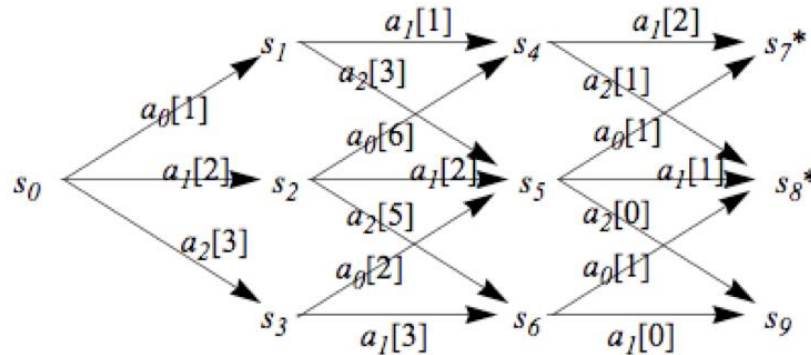 s1 a1[1] s4 a1[2] s7*
a2[3] a2[1]
a0[1] a0[6] a0[1]
s0 a1[2] s2 a1[2] s5 a1[1] s8*
a2[5] a2[0]
a2[3] a0[2] a0[1]
s3 a1[3] s6 a1[0] s9